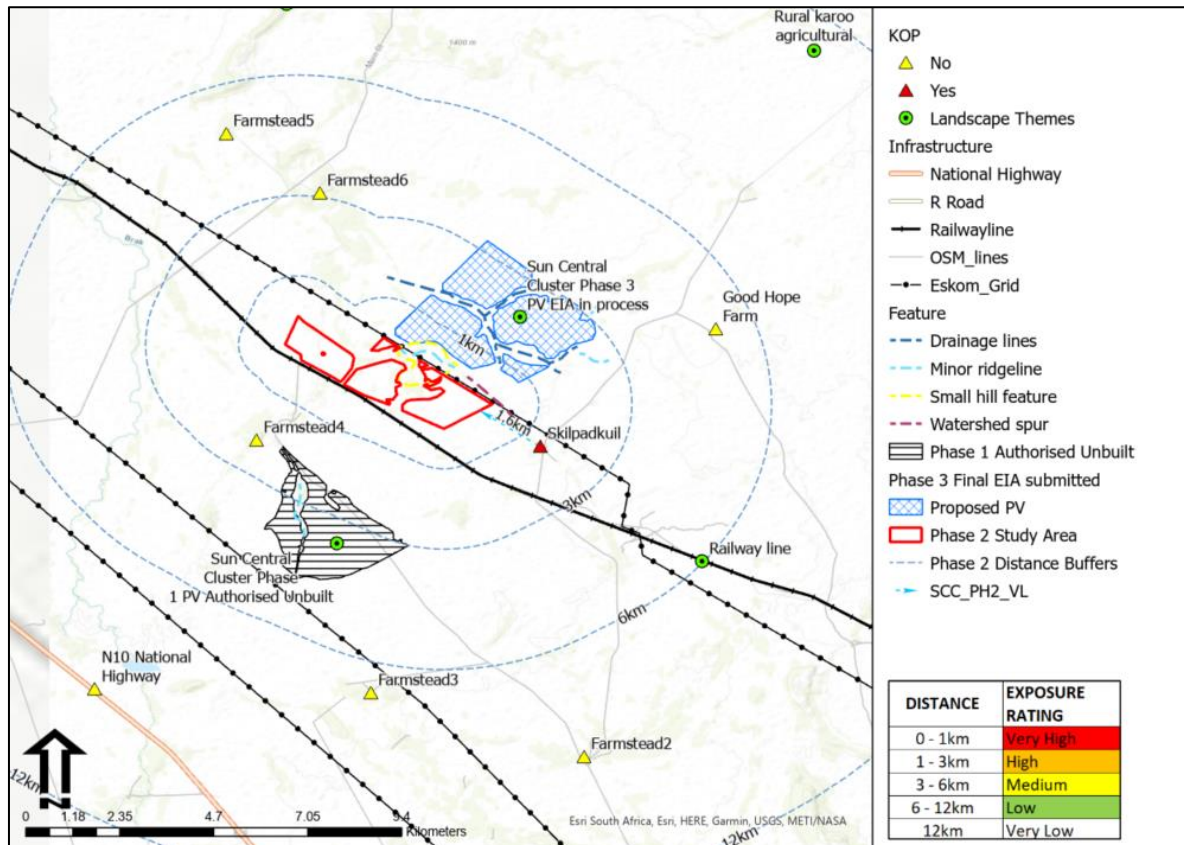 Rural karoo
agricultural
1400 m
Farmstead5
Farmstead6
Sun Central
Cluster Phase 3
PV EIA in process
Good Hope
Farm
1km
1,6km
Farmstead4
Skilpadkuil
3km
Railway line
Sun Central
Cluster Phase
1 PV Authorised Unbuilt
6km
N10 National
Highway
Farmstead3
Farmstead2
12km
12km
N
0 1.18 2.35 4.7 7.05 9.4
Kilometers
Esri South Africa, Esri, HERE, Garmin, USGS, METI/NASA
KOP
No
Yes
Landscape Themes
Infrastructure
National Highway
R Road
Railwayline
OSM_lines
Eskom_Grid
Feature
Drainage lines
Minor ridgeline
Small hill feature
Watershed spur
Phase 1 Authorised Unbuilt
Phase 3 Final EIA submitted
Proposed PV
Phase 2 Study Area
Phase 2 Distance Buffers
SCC_PH2_VL
DISTANCE EXPOSURE
RATING
0 - 1km Very High
1 - 3km High
3 - 6km Medium
6 - 12km Low
12km Very Low